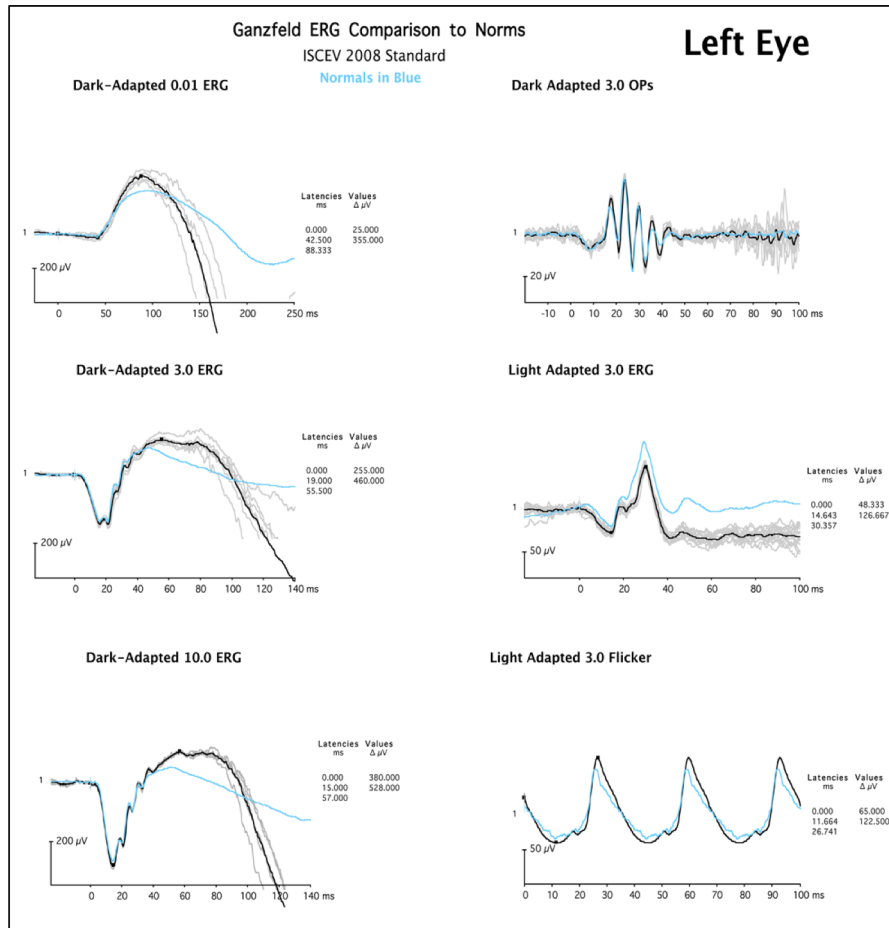 Ganzfeld ERG Comparison to Norms
ISCEV 2008 Standard
Normals in Blue
Left Eye
Dark-Adapted 0.01 ERG
1
200 µV
0 50 100 150 200 250 ms
Latencies Values
ms Δ µV
0.000 25.000
42.500 355.000
88.333
Dark Adapted 3.0 OPs
1
20 µV
-10 0 10 20 30 40 50 60 70 80 90 100 ms
Dark-Adapted 3.0 ERG
1
200 µV
0 20 40 60 80 100 120 140 ms
Latencies Values
ms Δ µV
0.000 255.000
19.000 460.000
55.500
Light Adapted 3.0 ERG
1
50 µV
0 20 40 60 80 100 ms
Latencies Values
ms Δ µV
0.000 48.333
14.643 126.667
30.357
Dark-Adapted 10.0 ERG
1
200 µV
0 20 40 60 80 100 120 140 ms
Latencies Values
ms Δ µV
0.000 380.000
15.000 528.000
57.000
Light Adapted 3.0 Flicker
1
50 µV
0 10 20 30 40 50 60 70 80 90 100 ms
Latencies Values
ms Δ µV
0.000 65.000
11.664 122.500
26.741